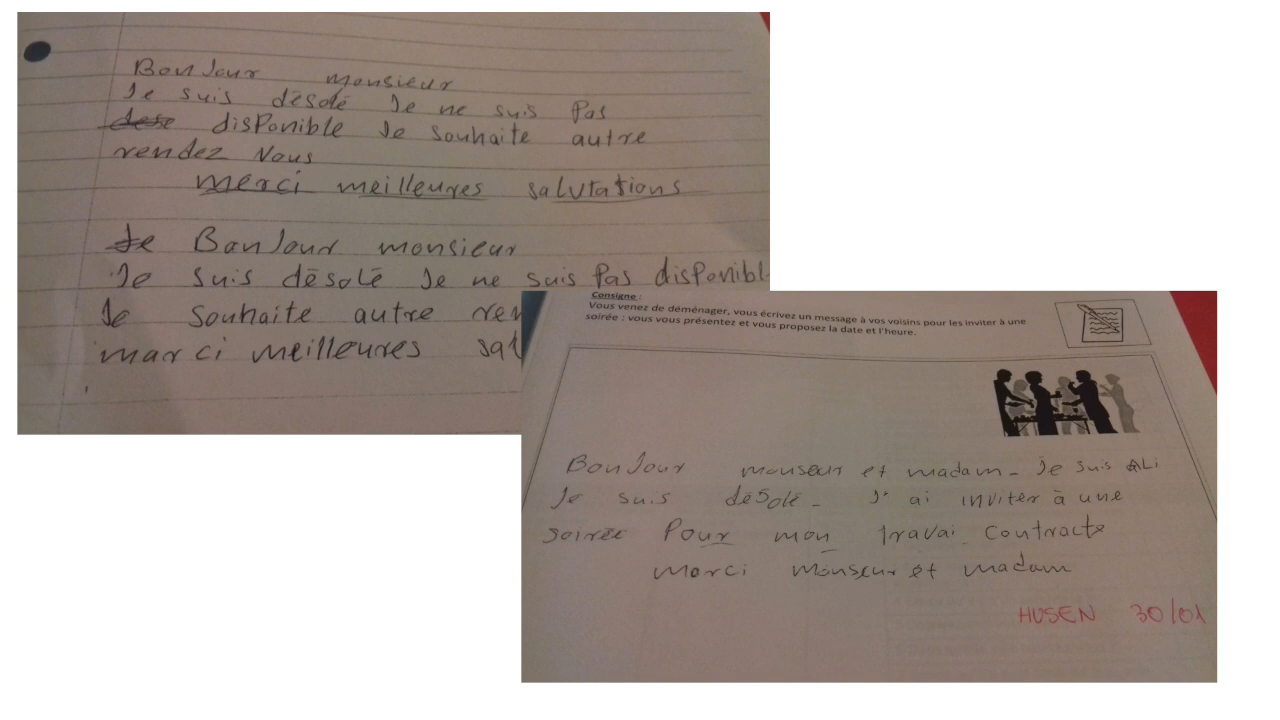 BonJour monsieur
Je suis désolé Je ne suis Pas
disPonible Je souhaite autre
rendez Vous
merci meilleures salutations
Je BonJour monsieur
Je suis désolé Je ne suis Pas disponibl
Je souhaite autre ren
marci meilleures sal
Consigne :
Vous venez de déménager, vous écrivez un message à vos voisins pour les inviter à une
soirée : vous vous présentez et vous proposez la date et l'heure.
BonJour monseur et madam - Je suis ALi
Je suis désolé - J' ai inviter à une
soirée Pour mon travai contracte
marci monseur et madam
HUSEN 30/01